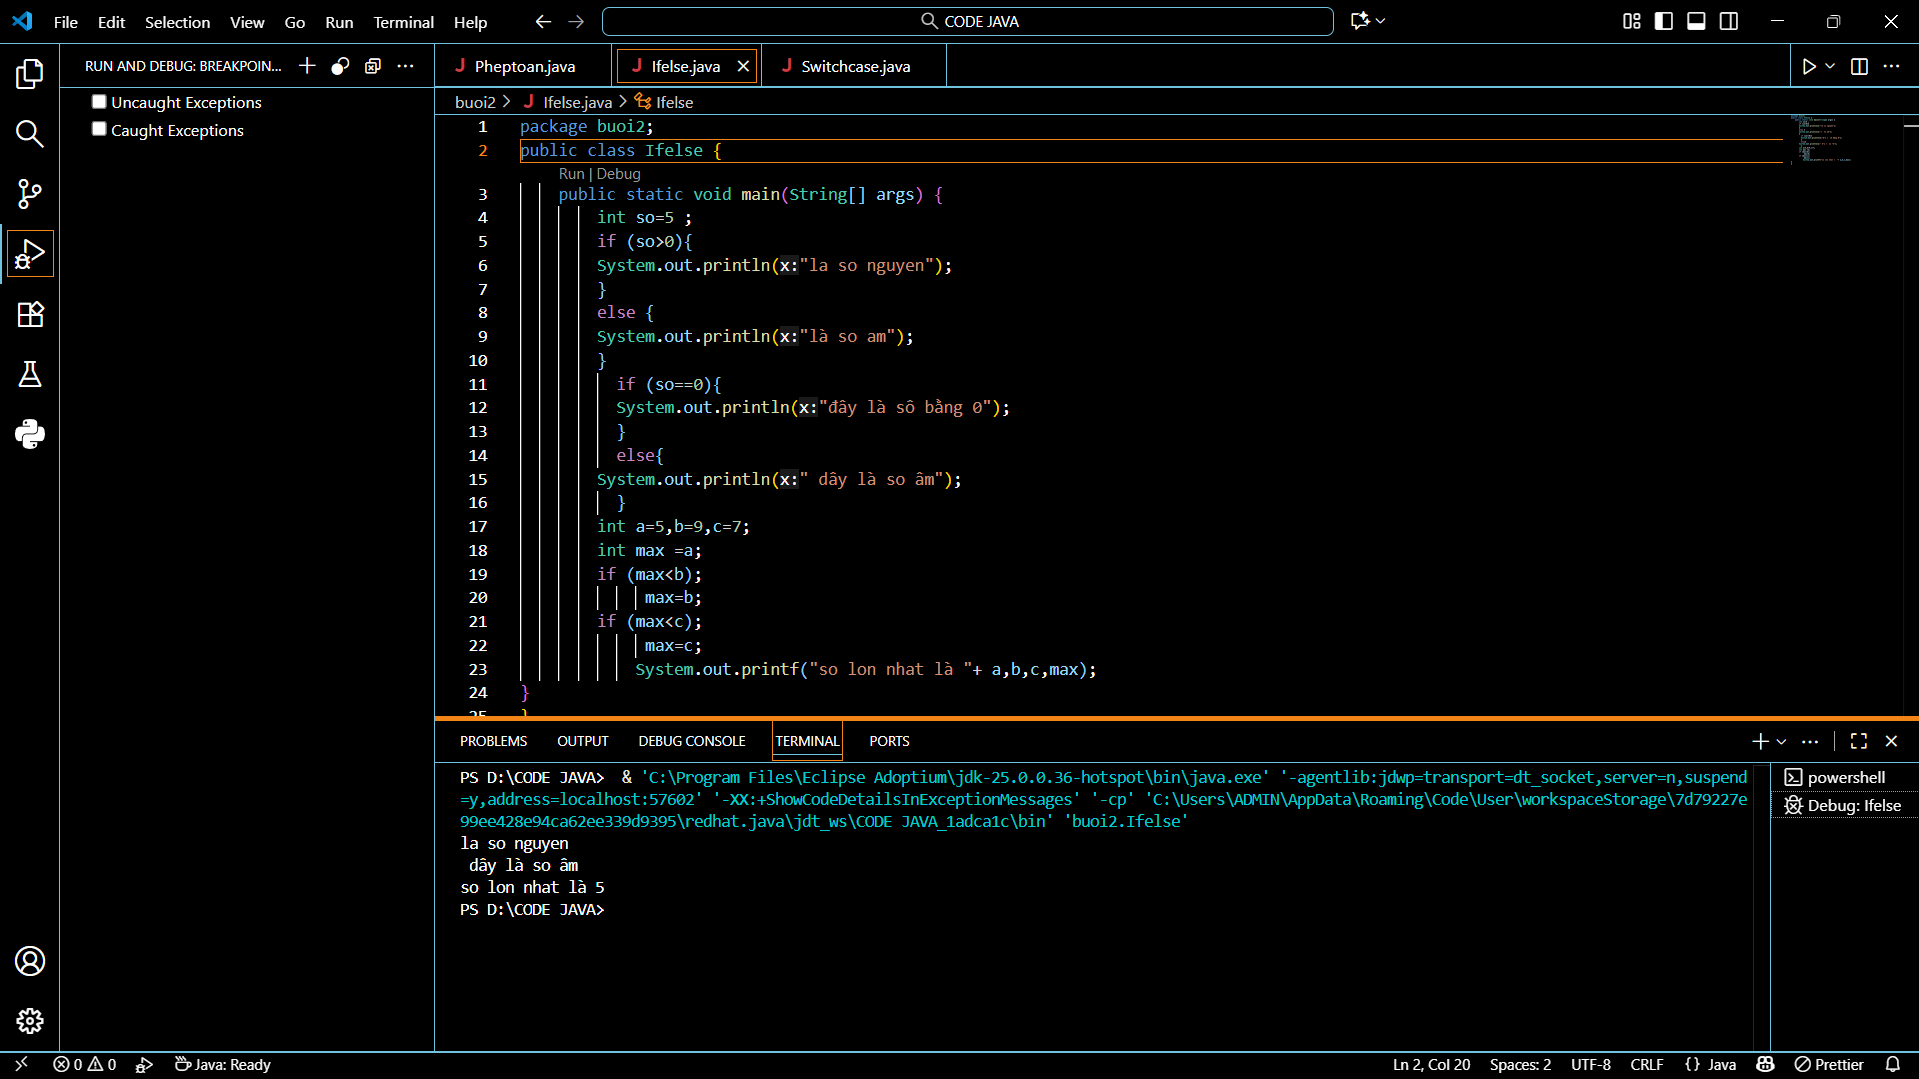 File Edit Selection View Go Run Terminal Help
CODE JAVA
RUN AND DEBUG: BREAKPOIN...
Uncaught Exceptions
Caught Exceptions
Pheptoan.java
Ifelse.java
Switchcase.java
buoi2 > Ifelse.java > Ifelse
1 package buoi2;
2 public class Ifelse {
Run | Debug
3 public static void main(String[] args) {
4 int so=5 ;
5 if (so>0){
6 System.out.println(x:"la so nguyen");
7 }
8 else {
9 System.out.println(x:"là so am");
10 }
11 if (so==0){
12 System.out.println(x:"đây là sô bằng 0");
13 }
14 else{
15 System.out.println(x:" dây là so âm");
16 }
17 int a=5,b=9,c=7;
18 int max =a;
19 if (max<b);
20 max=b;
21 if (max<c);
22 max=c;
23 System.out.printf("so lon nhat là "+ a,b,c,max);
24 }
25 }
PROBLEMS OUTPUT DEBUG CONSOLE TERMINAL PORTS
PS D:\CODE JAVA>  & 'C:\Program Files\Eclipse Adoptium\jdk-25.0.0.36-hotspot\bin\java.exe' '-agentlib:jdwp=transport=dt_socket,server=n,suspend
=y,address=localhost:57602' '-XX:+ShowCodeDetailsInExceptionMessages' '-cp' 'C:\Users\ADMIN\AppData\Roaming\Code\User\workspaceStorage\7d79227e
99ee428e94ca62ee339d9395\redhat.java\jdt_ws\CODE JAVA_1adca1c\bin' 'buoi2.Ifelse'
la so nguyen
dây là so âm
so lon nhat là 5
PS D:\CODE JAVA>
powershell
Debug: Ifelse
0 0 Java: Ready
Ln 2, Col 20 Spaces: 2 UTF-8 CRLF {} Java Prettier